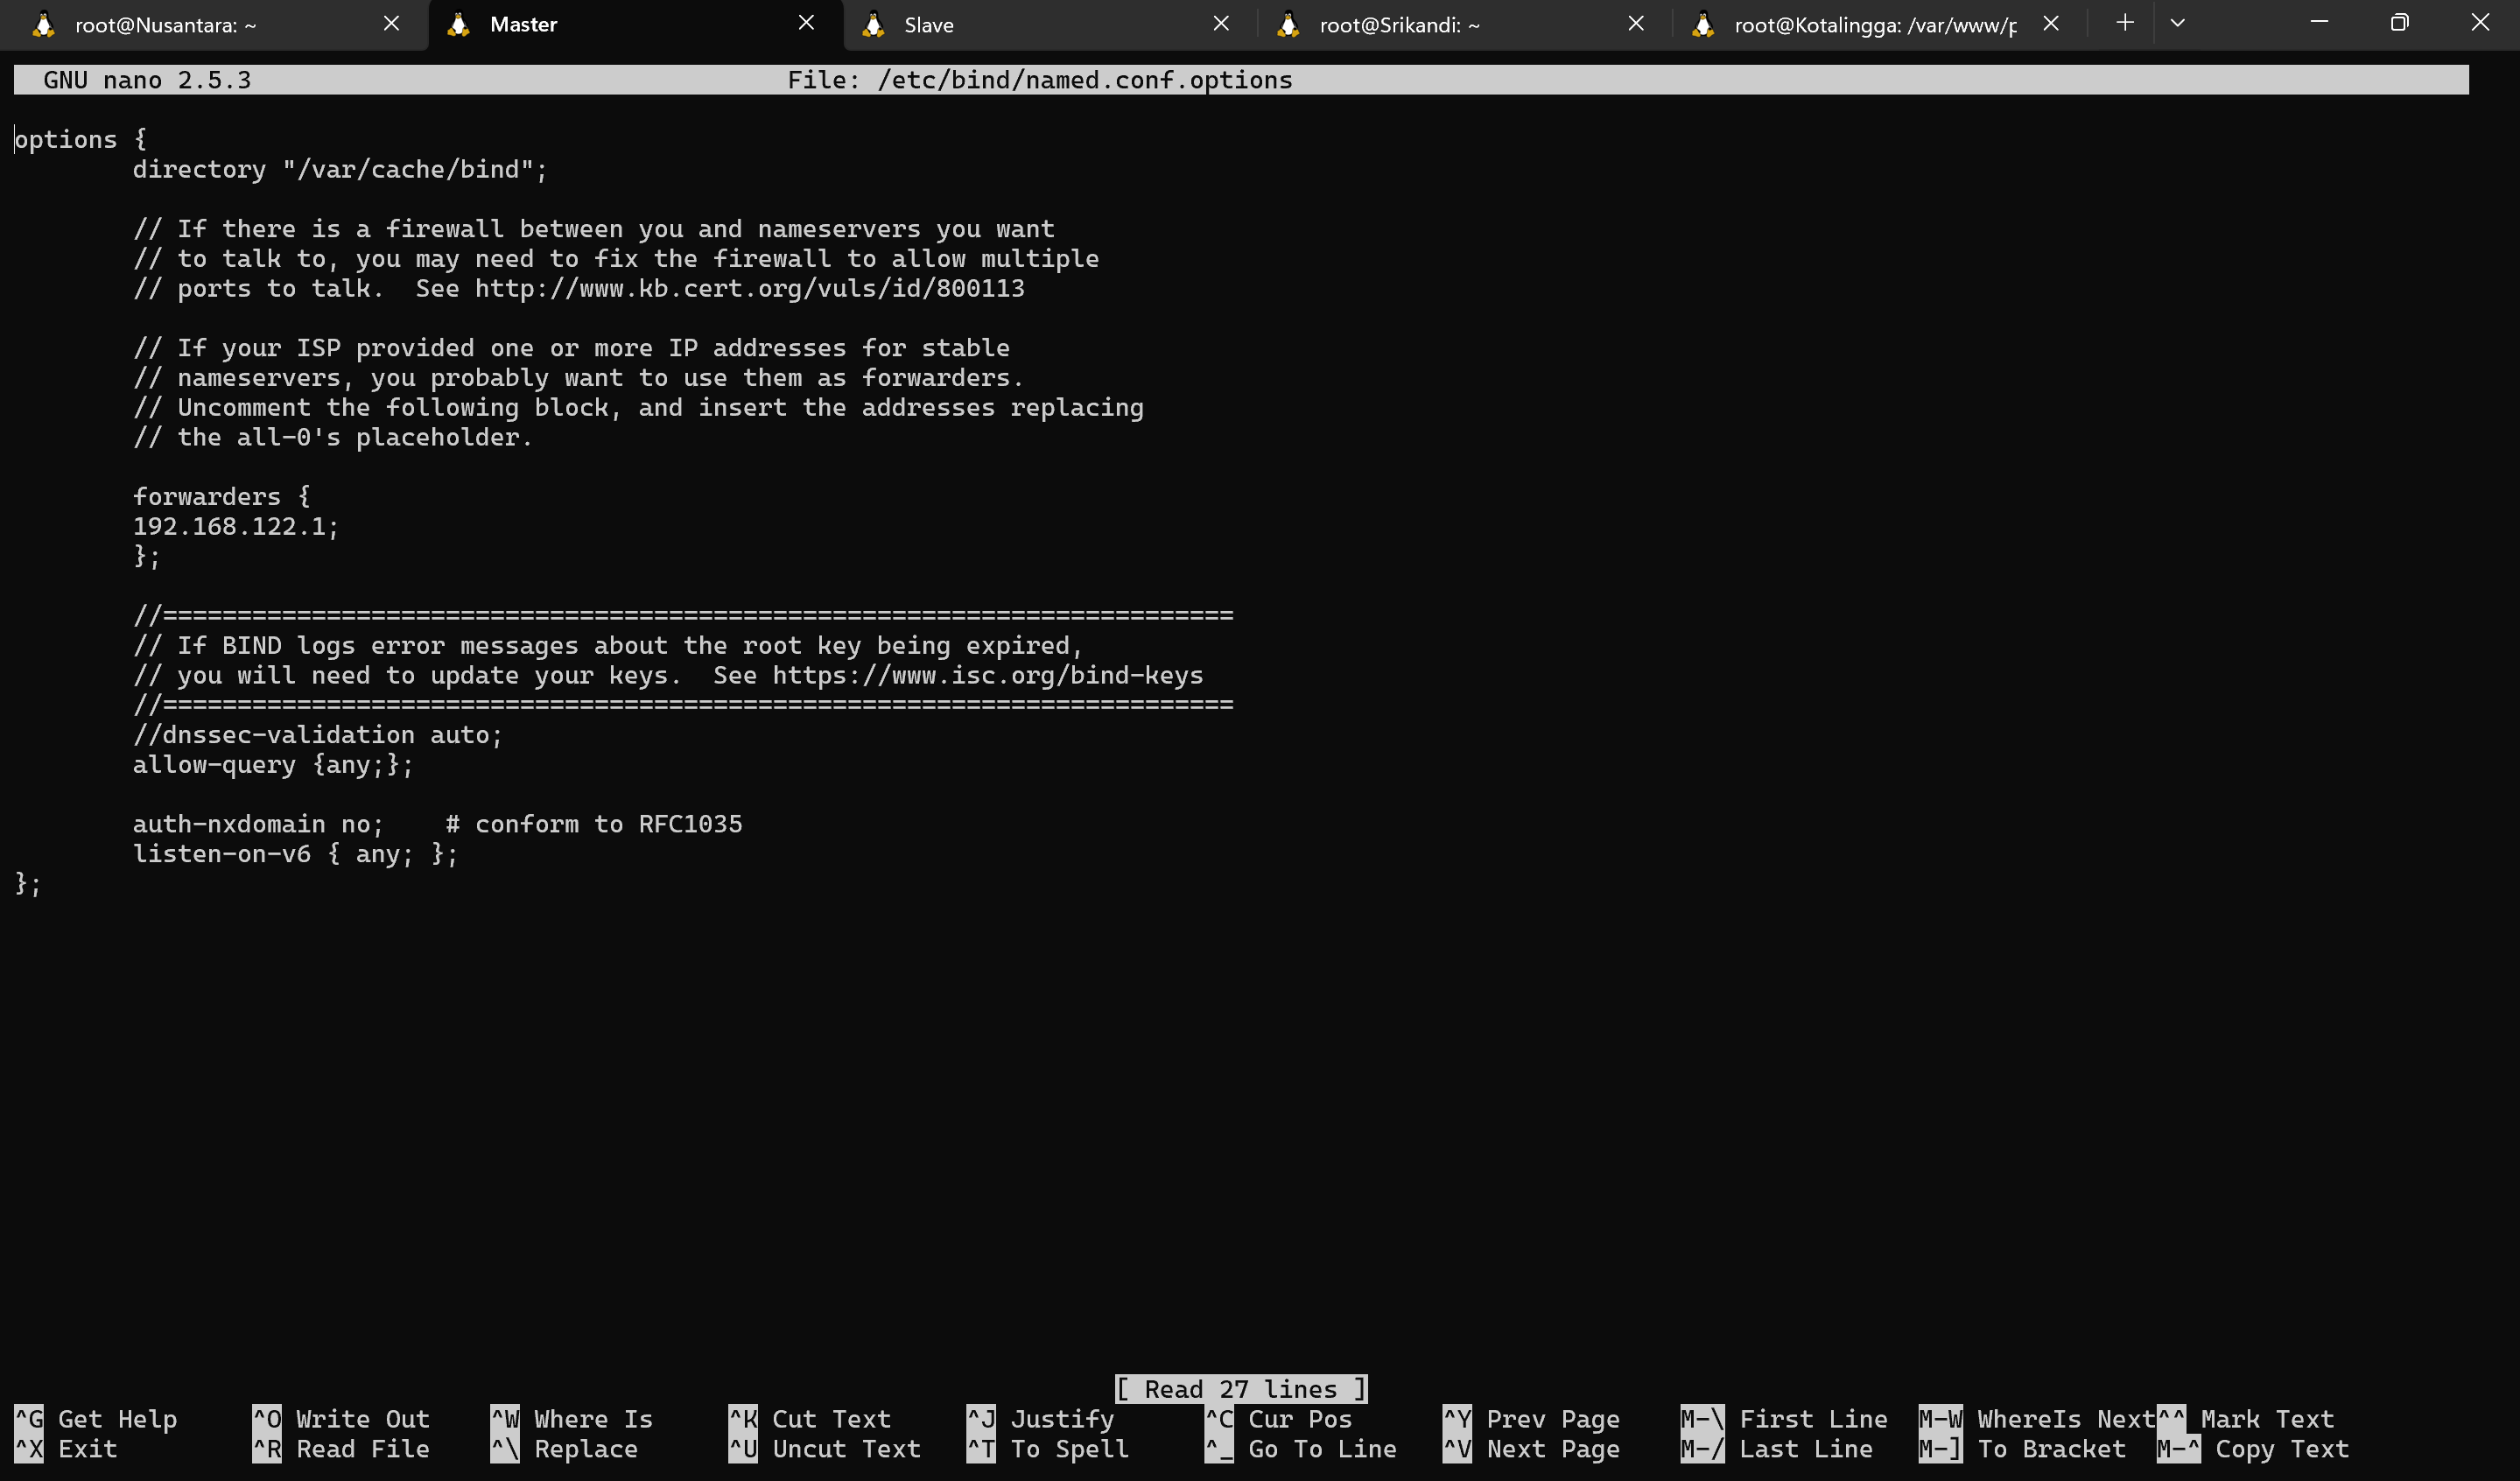 root@Nusantara: ~ Master Slave root@Srikandi: ~ root@Kotalingga: /var/www/p
GNU nano 2.5.3 File: /etc/bind/named.conf.options
options {
directory "/var/cache/bind";
// If there is a firewall between you and nameservers you want
// to talk to, you may need to fix the firewall to allow multiple
// ports to talk.  See http://www.kb.cert.org/vuls/id/800113
// If your ISP provided one or more IP addresses for stable
// nameservers, you probably want to use them as forwarders.
// Uncomment the following block, and insert the addresses replacing
// the all-0's placeholder.
forwarders {
192.168.122.1;
};
//========================================================================
// If BIND logs error messages about the root key being expired,
// you will need to update your keys.  See https://www.isc.org/bind-keys
//========================================================================
//dnssec-validation auto;
allow-query {any;};
auth-nxdomain no;    # conform to RFC1035
listen-on-v6 { any; };
};
[ Read 27 lines ]
^G Get Help ^O Write Out ^W Where Is ^K Cut Text ^J Justify ^C Cur Pos ^Y Prev Page M-\ First Line M-W WhereIs Next ^^ Mark Text
^X Exit ^R Read File ^\ Replace ^U Uncut Text ^T To Spell ^_ Go To Line ^V Next Page M-/ Last Line M-] To Bracket M-^ Copy Text